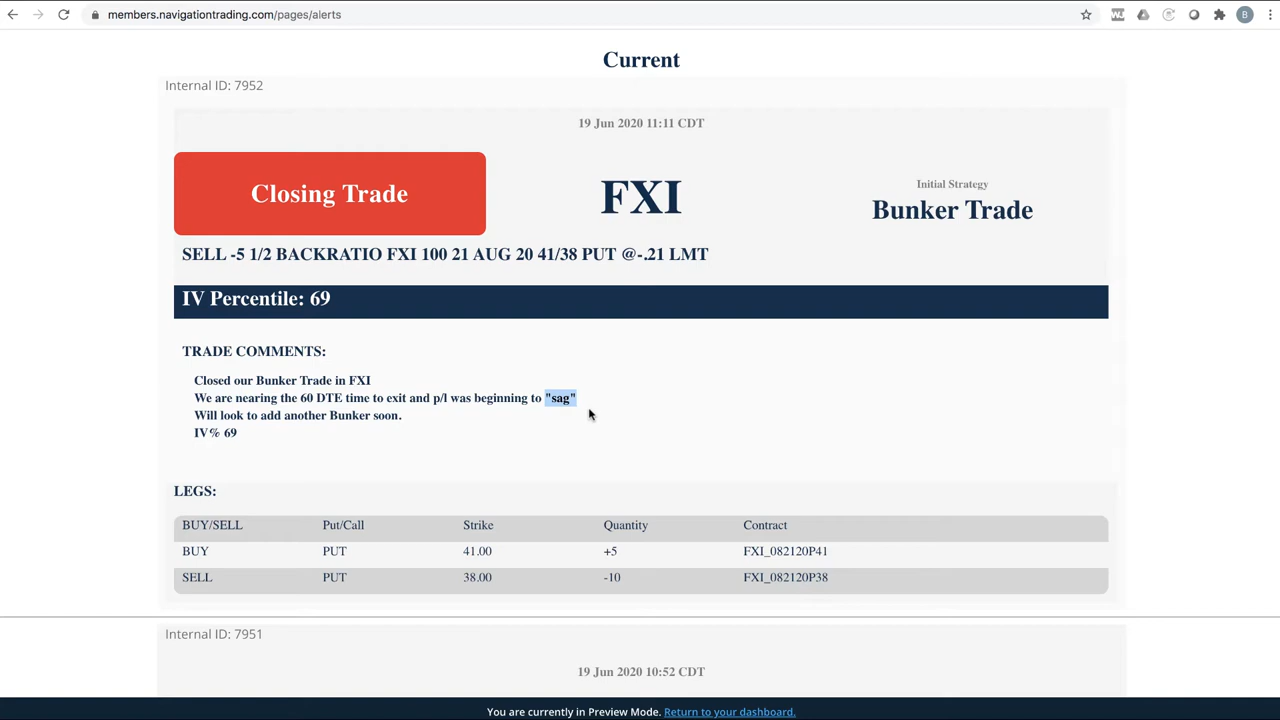 members.navigationtrading.com/pages/alerts
B
Current
Internal ID: 7952
19 Jun 2020 11:11 CDT
Closing Trade
FXI
Initial Strategy
Bunker Trade
SELL -5 1/2 BACKRATIO FXI 100 21 AUG 20 41/38 PUT @-.21 LMT
IV Percentile: 69
TRADE COMMENTS:
Closed our Bunker Trade in FXI
We are nearing the 60 DTE time to exit and p/l was beginning to "sag"
Will look to add another Bunker soon.
IV% 69
LEGS:
BUY/SELL Put/Call Strike Quantity Contract
BUY PUT 41.00 +5 FXI_082120P41
SELL PUT 38.00 -10 FXI_082120P38
Internal ID: 7951
19 Jun 2020 10:52 CDT
You are currently in Preview Mode. Return to your dashboard.